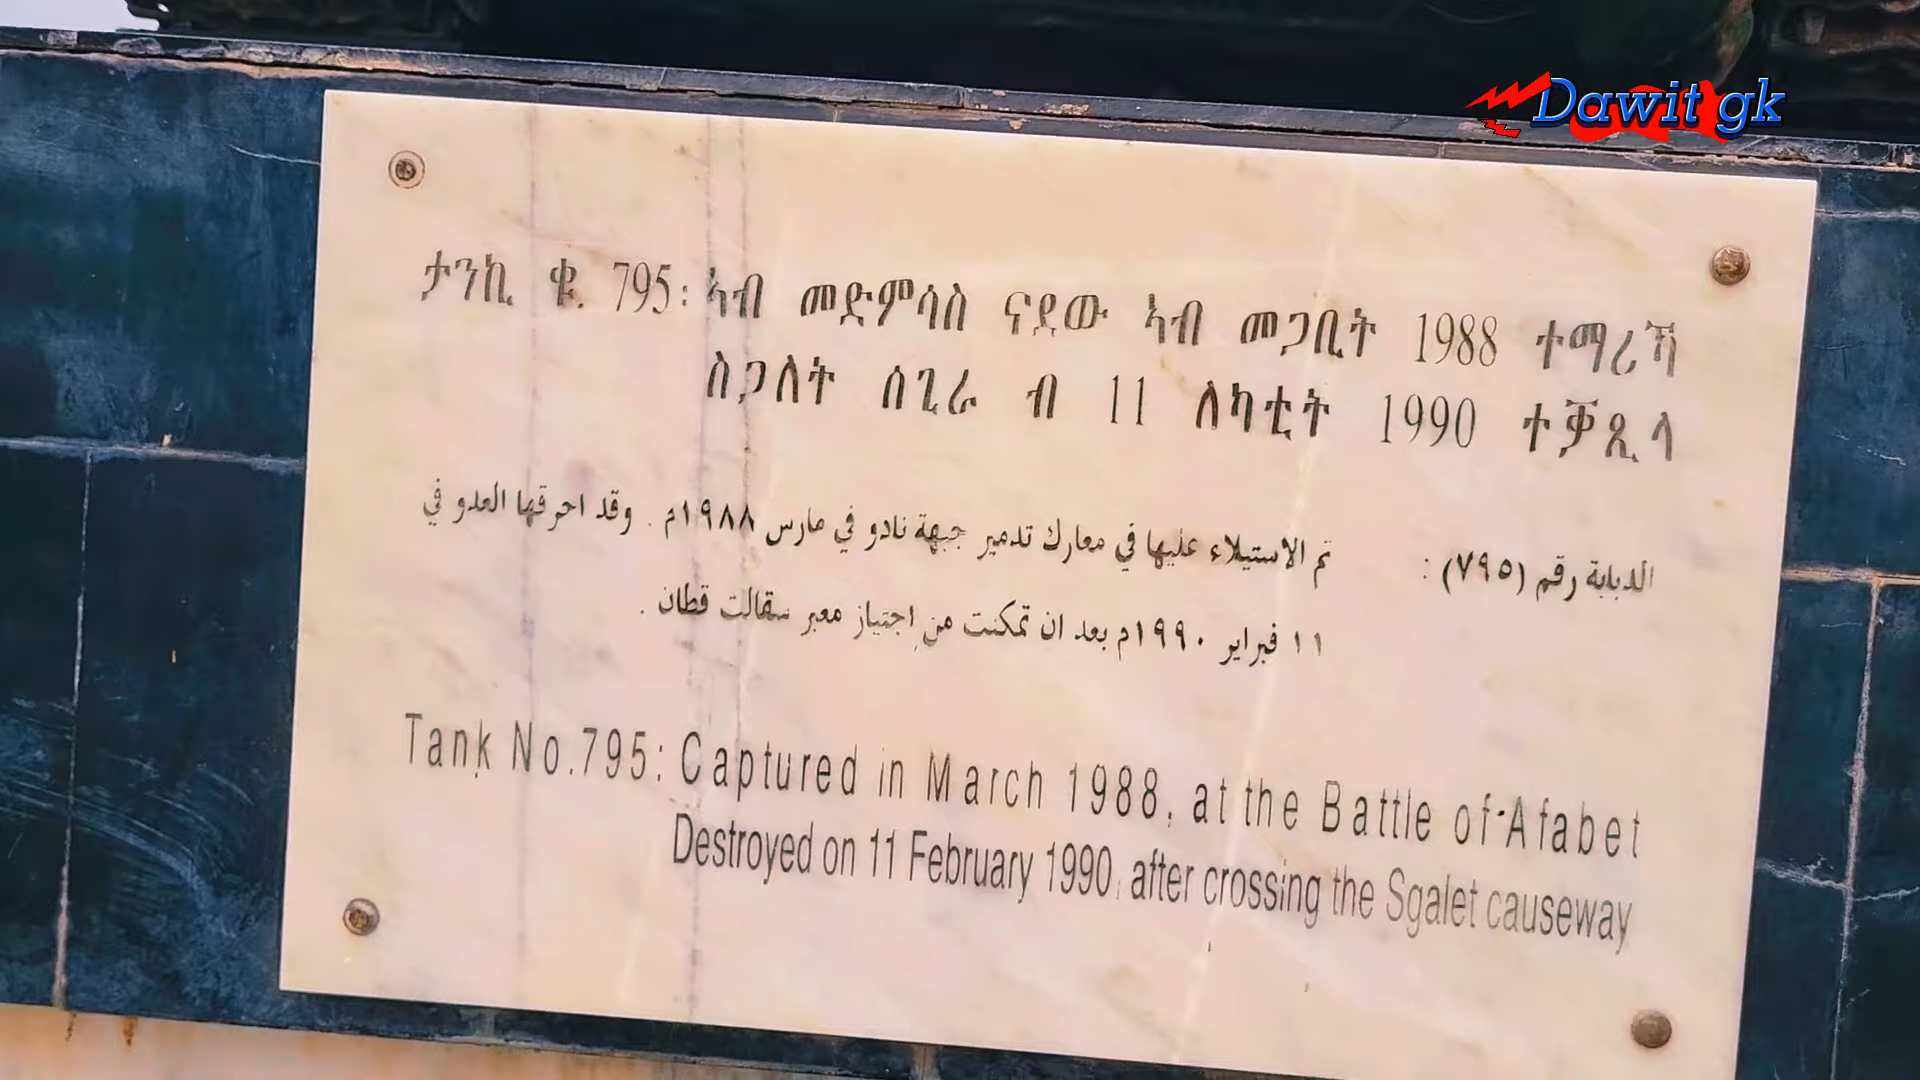 Dawit gk
ታንኪ ቁ. 795: ኣብ መድምሳስ ናደው ኣብ መጋቢት 1988 ተማሪኻ
ስጋለት ሰጊራ ብ 11 ለካቲት 1990 ተቓጺላ
الدبابة رقم (٧٩٥) : تم الاستيلاء عليها في معارك تدمير جبهة نادو في مارس ١٩٨٨م . وقد احرقها العدو في
١١ فبراير ١٩٩٠م بعد ان تمكنت من إجتياز معبر سقالت قطان .
Tank No.795: Captured in March 1988, at the Battle of Afabet
Destroyed on 11 February 1990, after crossing the Sgalet causeway